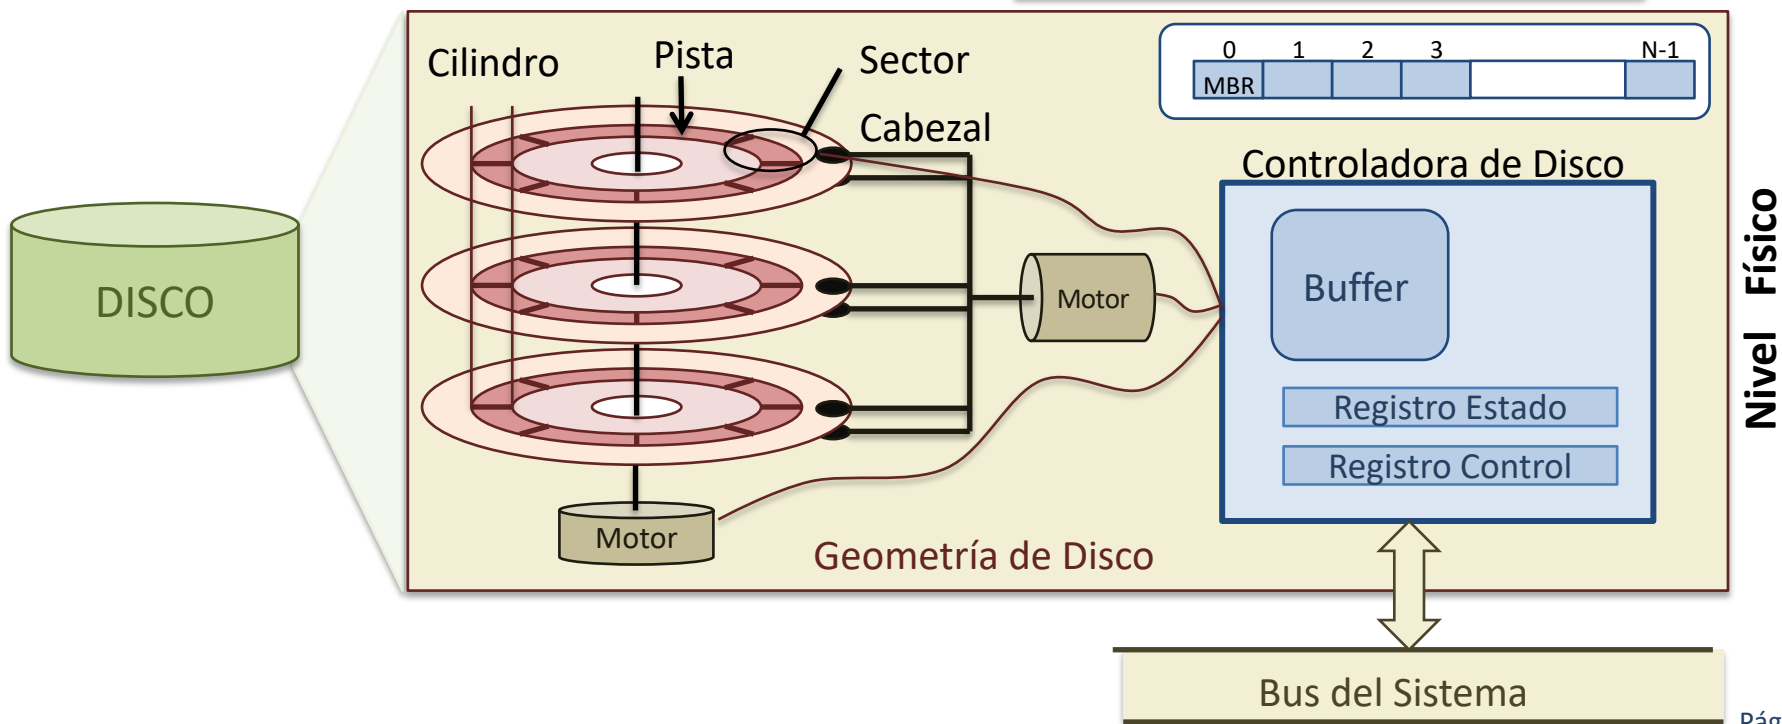 Cilindro
Pista
Sector
Cabezal
0 1 2 3 N-1
MBR
Controladora de Disco
Buffer
Registro Estado
Registro Control
DISCO
Motor
Motor
Geometría de Disco
Nivel Físico
Bus del Sistema
Pág